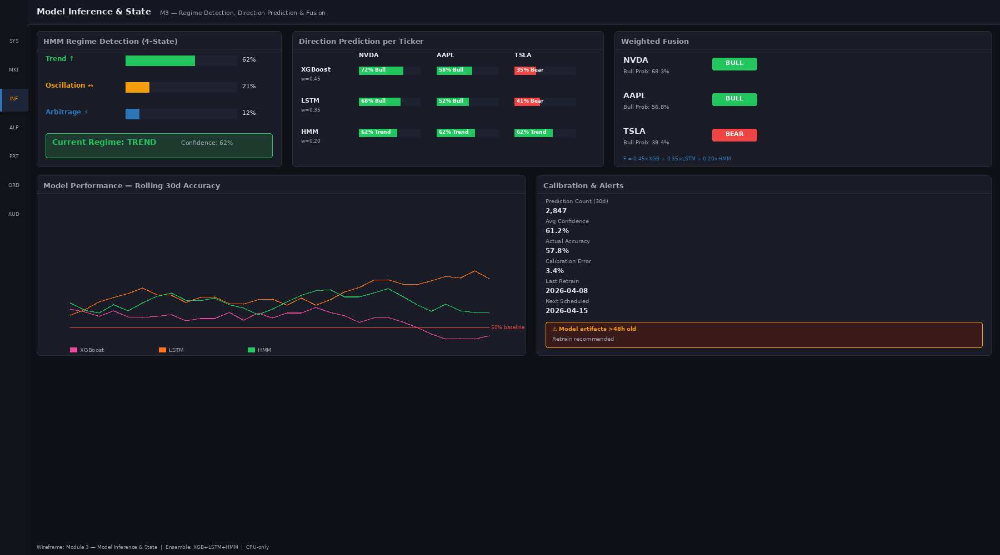 Model Inference & State
M3 — Regime Detection, Direction Prediction & Fusion
SYS
MKT
INF
ALP
PRT
ORD
AUD
HMM Regime Detection (4-State)
Trend ↑
62%
Oscillation ↔
21%
Arbitrage ⚡
12%
Current Regime: TREND
Confidence: 62%
Direction Prediction per Ticker
NVDA AAPL TSLA
XGBoost 72% Bull 58% Bull 35% Bear
w=0.45
LSTM 68% Bull 52% Bull 41% Bear
w=0.35
HMM 62% Trend 62% Trend 62% Trend
w=0.20
Weighted Fusion
NVDA BULL
Bull Prob: 68.3%
AAPL BULL
Bull Prob: 56.8%
TSLA BEAR
Bull Prob: 38.4%
F = 0.45×XGB + 0.35×LSTM + 0.20×HMM
Model Performance — Rolling 30d Accuracy
50% baseline
XGBoost LSTM HMM
Calibration & Alerts
Prediction Count (30d)
2,847
Avg Confidence
61.2%
Actual Accuracy
57.8%
Calibration Error
3.4%
Last Retrain
2026-04-08
Next Scheduled
2026-04-15
⚠ Model artifacts >48h old
Retrain recommended
Wireframe: Module 3 — Model Inference & State | Ensemble: XGB+LSTM+HMM | CPU-only